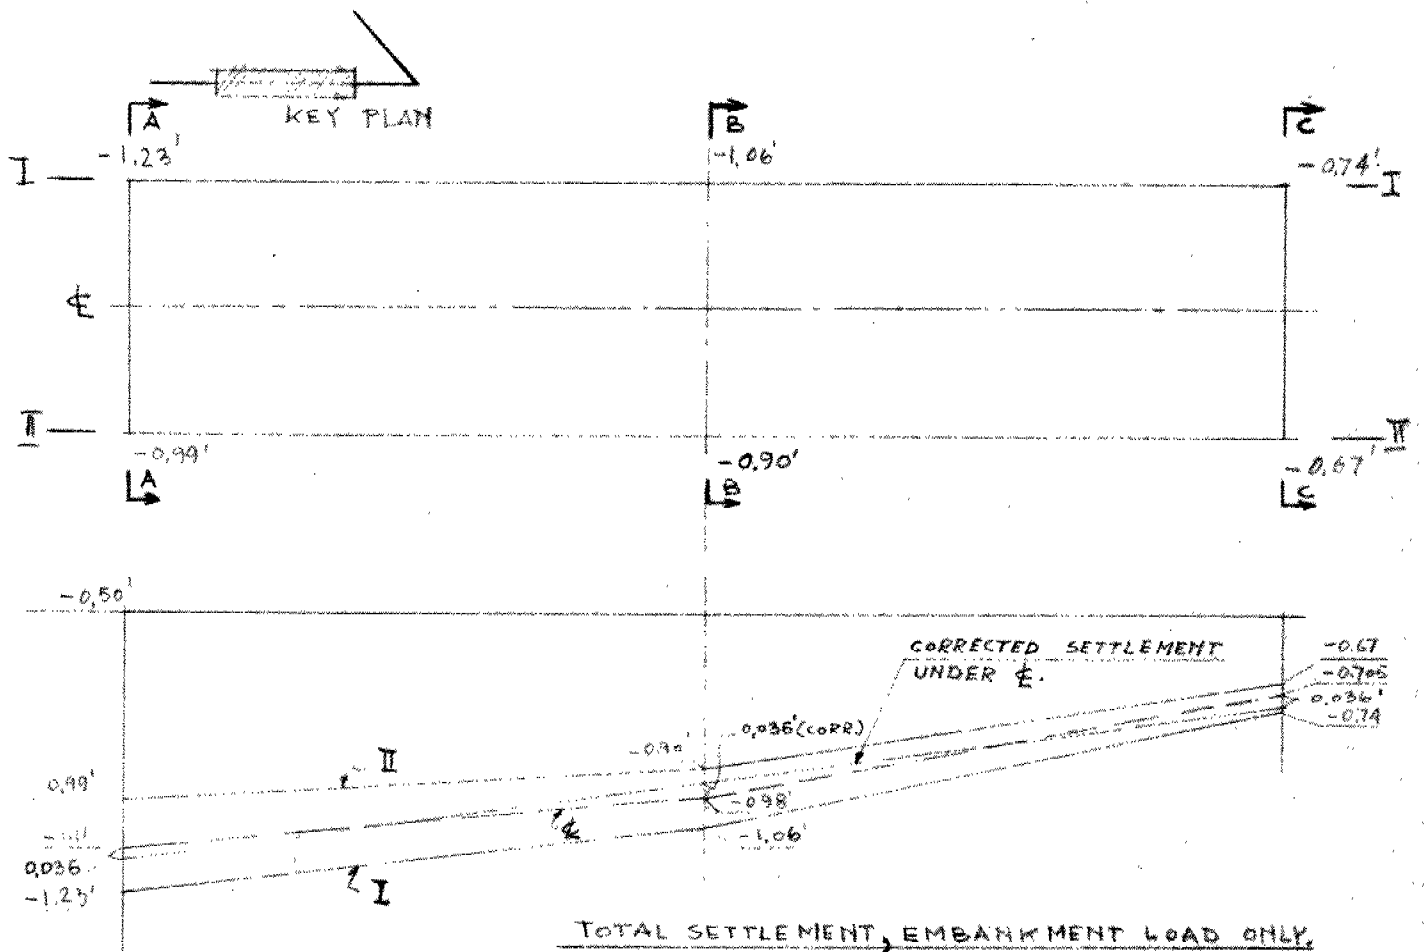 KEY PLAN
A
B
C
-1.23'
-1.06'
-0.74'
I
I
℄
II
II
-0.99'
-0.90'
-0.67'
A
B
C
-0.50'
CORRECTED SETTLEMENT
UNDER ℄.
-0.67
-0.705
0.036'
-0.74
0.036'(CORR)
-0.90'
II
0.99'
-0.98'
℄
-1.06'
0.036
-1.23'
I
TOTAL SETTLEMENT, EMBANKMENT LOAD ONLY.